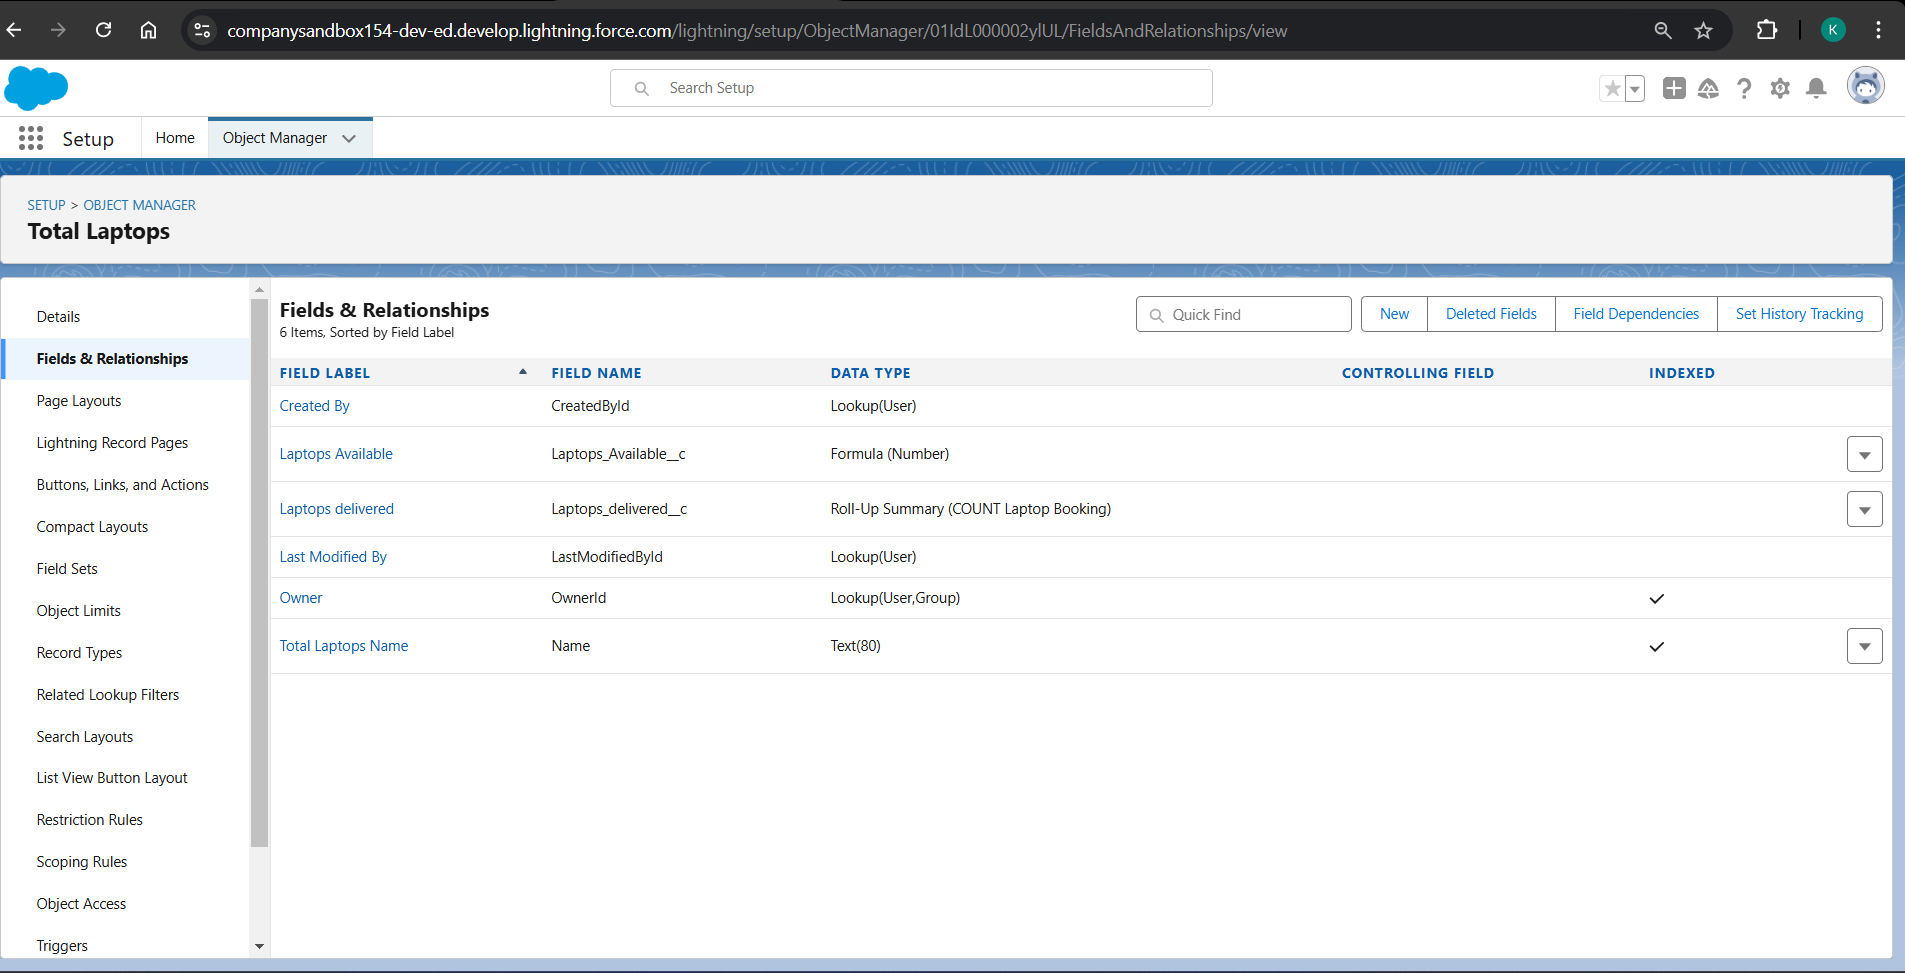 companysandbox154-dev-ed.develop.lightning.force.com/lightning/setup/ObjectManager/01IdL000002ylUL/FieldsAndRelationships/view
K
Search Setup
Setup
Home
Object Manager
SETUP > OBJECT MANAGER
Total Laptops
Details
Fields & Relationships
Page Layouts
Lightning Record Pages
Buttons, Links, and Actions
Compact Layouts
Field Sets
Object Limits
Record Types
Related Lookup Filters
Search Layouts
List View Button Layout
Restriction Rules
Scoping Rules
Object Access
Triggers
Fields & Relationships
6 Items, Sorted by Field Label
Quick Find
New
Deleted Fields
Field Dependencies
Set History Tracking
FIELD LABEL FIELD NAME DATA TYPE CONTROLLING FIELD INDEXED
Created By CreatedById Lookup(User)
Laptops Available Laptops_Available__c Formula (Number)
Laptops delivered Laptops_delivered__c Roll-Up Summary (COUNT Laptop Booking)
Last Modified By LastModifiedById Lookup(User)
Owner OwnerId Lookup(User,Group)
Total Laptops Name Name Text(80)